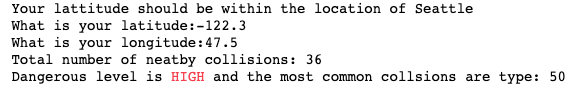 Your lattitude should be within the location of Seattle
What is your latitude:-122.3
What is your longitude:47.5
Total number of neatby collisions: 36
Dangerous level is HIGH and the most common collsions are type: 50